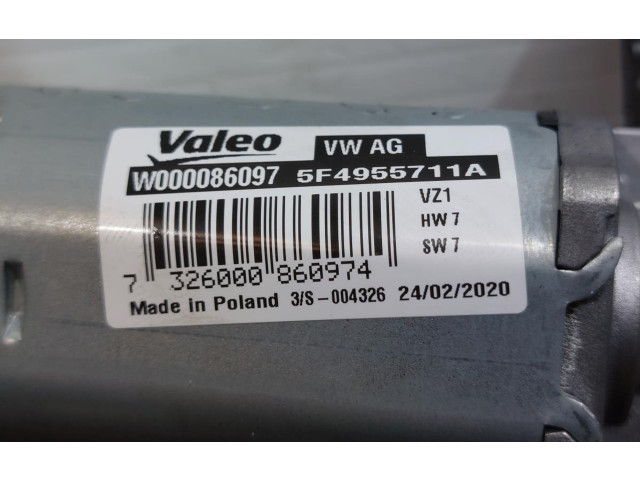 Valeo VW AG
W000086097 5F4955711A
VZ1
HW 7
SW 7
7 326000 860974
Made in Poland 3/S-004326 24/02/2020